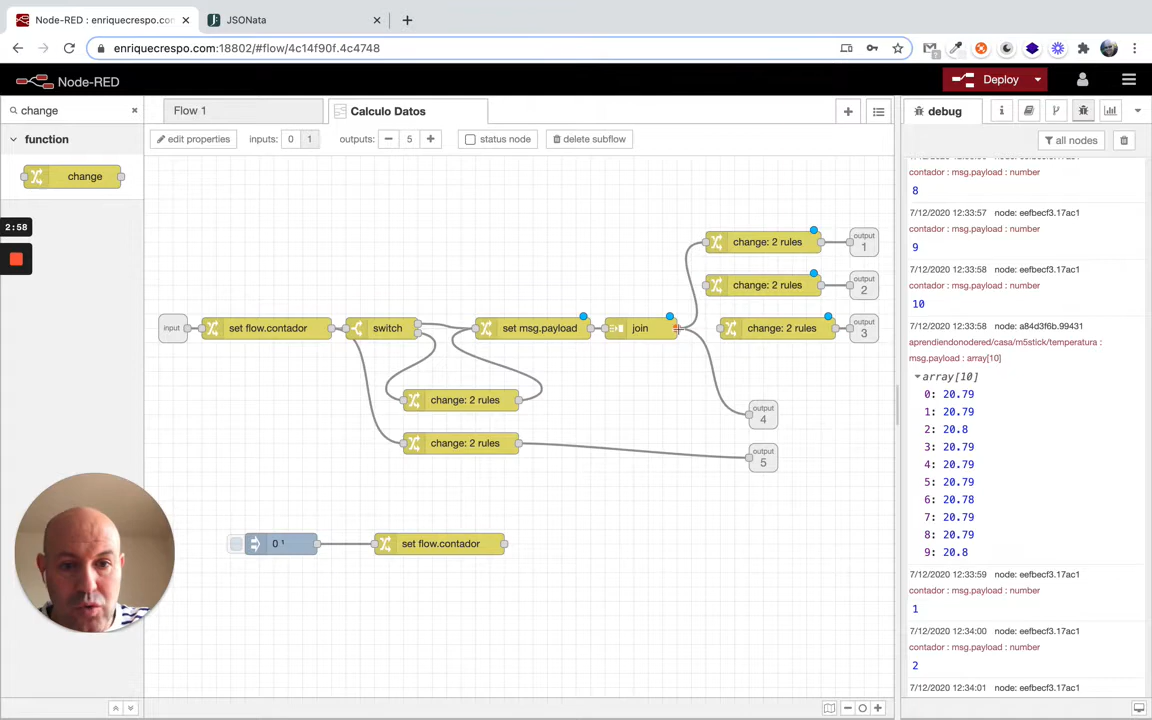 Node-RED : enriquecrespo.con
JSONata
enriquecrespo.com:18802/#flow/4c14f90f.4c4748
Node-RED
Deploy
change
Flow 1
Calculo Datos
debug
edit properties
inputs: 0 1
outputs: 5
status node
delete subflow
all nodes
function
change
2:58
input
set flow.contador
switch
set msg.payload
join
change: 2 rules
output
1
change: 2 rules
output
2
change: 2 rules
output
3
change: 2 rules
output
4
change: 2 rules
output
5
0 ¹
set flow.contador
contador : msg.payload : number
8
7/12/2020 12:33:57 node: eefbecf3.17ac1
contador : msg.payload : number
9
7/12/2020 12:33:58 node: eefbecf3.17ac1
contador : msg.payload : number
10
7/12/2020 12:33:58 node: a84d3f6b.99431
aprendiendonodered/casa/m5stick/temperatura :
msg.payload : array[10]
array[10]
0: 20.79
1: 20.79
2: 20.8
3: 20.79
4: 20.79
5: 20.79
6: 20.78
7: 20.79
8: 20.79
9: 20.8
7/12/2020 12:33:59 node: eefbecf3.17ac1
contador : msg.payload : number
1
7/12/2020 12:34:00 node: eefbecf3.17ac1
contador : msg.payload : number
2
7/12/2020 12:34:01 node: eefbecf3.17ac1